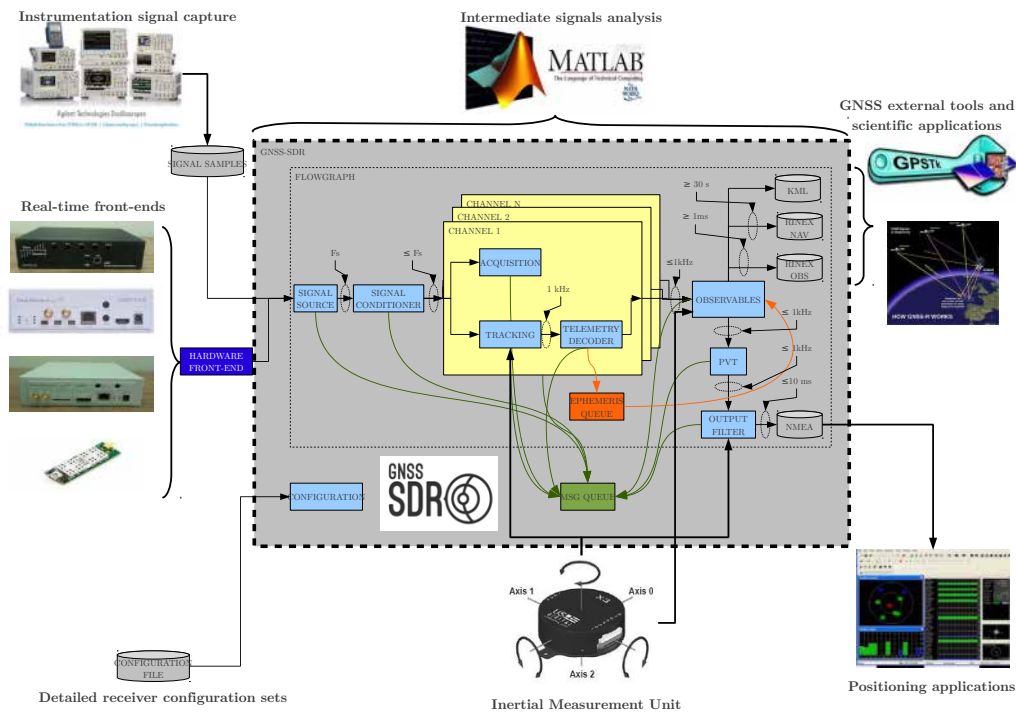 Instrumentation signal capture
Intermediate signals analysis
MATLAB
The Language of Technical Computing
Agilent Technologies Oscilloscopes
GNSS external tools and
scientific applications
GPSTk
SIGNAL SAMPLES
GNSS-SDR
FLOWGRAPH
Real-time front-ends
CHANNEL N
CHANNEL 2
CHANNEL 1
≥ 30 s
≥ 1ms
KML
RINEX
NAV
RINEX
OBS
Fs
≤ Fs
ACQUISITION
≤1kHz
1 kHz
SIGNAL
SOURCE
SIGNAL
CONDITIONER
OBSERVABLES
HOW GNSS-R WORKS
TRACKING
TELEMETRY
DECODER
≤ 1kHz
≤ 1kHz
HARDWARE
FRONT-END
PVT
≤10 ms
EPHEMERIS
QUEUE
OUTPUT
FILTER
NMEA
GNSS
SDR
CONFIGURATION
MSG QUEUE
Axis 1
Axis 0
Axis 2
CONFIGURATION
FILE
Detailed receiver configuration sets
Inertial Measurement Unit
Positioning applications